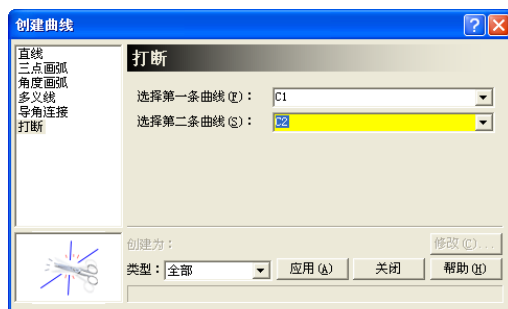 创建曲线
直线
三点画弧
角度画弧
多义线
导角连接
打断
打断
选择第一条曲线(F)： C1
选择第二条曲线(S)： C2
创建为：
修改(C)...
类型：全部 应用(A) 关闭 帮助(H)